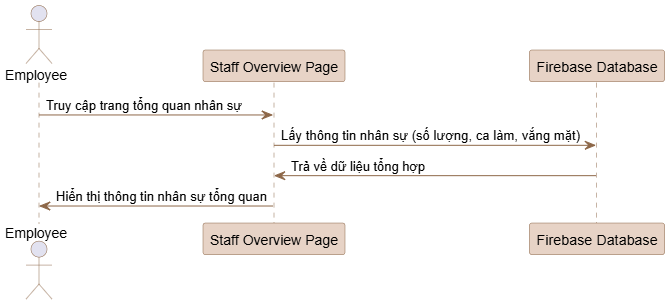 Employee
Staff Overview Page
Firebase Database
Truy cập trang tổng quan nhân sự
Lấy thông tin nhân sự (số lượng, ca làm, vắng mặt)
Trả về dữ liệu tổng hợp
Hiển thị thông tin nhân sự tổng quan
Employee
Staff Overview Page
Firebase Database